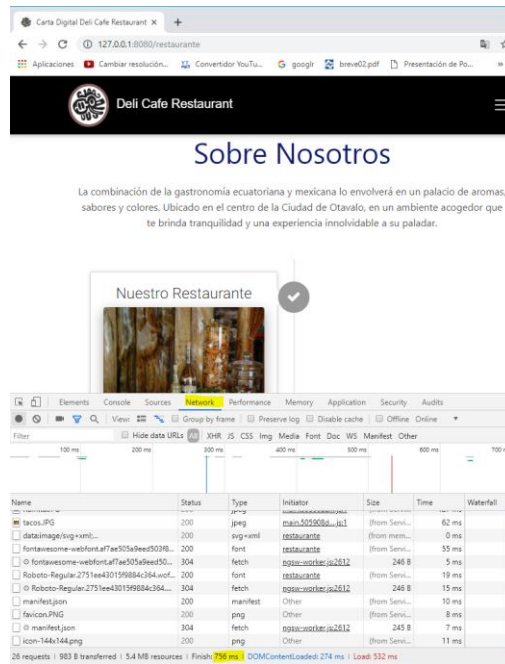 Carta Digital Deli Cafe Restaurant
127.0.0.1:8080/restaurante
Aplicaciones Cambiar resolución... Convertidor YouTu... googlr breve02.pdf Presentación de Po... »
Deli Cafe Restaurant
Sobre Nosotros
La combinación de la gastronomía ecuatoriana y mexicana lo envolverá en un palacio de aromas,
sabores y colores. Ubicado en el centro de la Ciudad de Otavalo, en un ambiente acogedor que
te brinda tranquilidad y una experiencia innolvidable a su paladar.
Nuestro Restaurante
Elements Console Sources Network Performance Memory Application Security Audits
View: Group by frame Preserve log Disable cache Offline Online
Filter Hide data URLs All XHR JS CSS Img Media Font Doc WS Manifest Other
100 ms 200 ms 300 ms 400 ms 500 ms 600 ms 700
Name Status Type Initiator Size Time Waterfall
tacos.JPG 200 jpeg main.505908d....js:1 (from Servi... 62 ms
data:image/svg+xml;... 200 svg+xml restaurante (from mem... 0 ms
fontawesome-webfont.af7ae505a9eed503f8... 200 font restaurante (from Servi... 55 ms
fontawesome-webfont.af7ae505a9eed50... 304 fetch ngsw-worker.js:2612 246 B 5 ms
Roboto-Regular.2751ee43015f9884c364.wof... 200 font restaurante (from Servi... 19 ms
Roboto-Regular.2751ee43015f9884c364.... 304 fetch ngsw-worker.js:2612 246 B 15 ms
manifest.json 200 manifest Other (from Servi... 10 ms
favicon.PNG 200 png Other (from Servi... 8 ms
manifest.json 304 fetch ngsw-worker.js:2612 245 B 7 ms
icon-144x144.png 200 png Other (from Servi... 11 ms
26 requests | 983 B transferred | 5.4 MB resources | Finish: 756 ms | DOMContentLoaded: 274 ms | Load: 532 ms